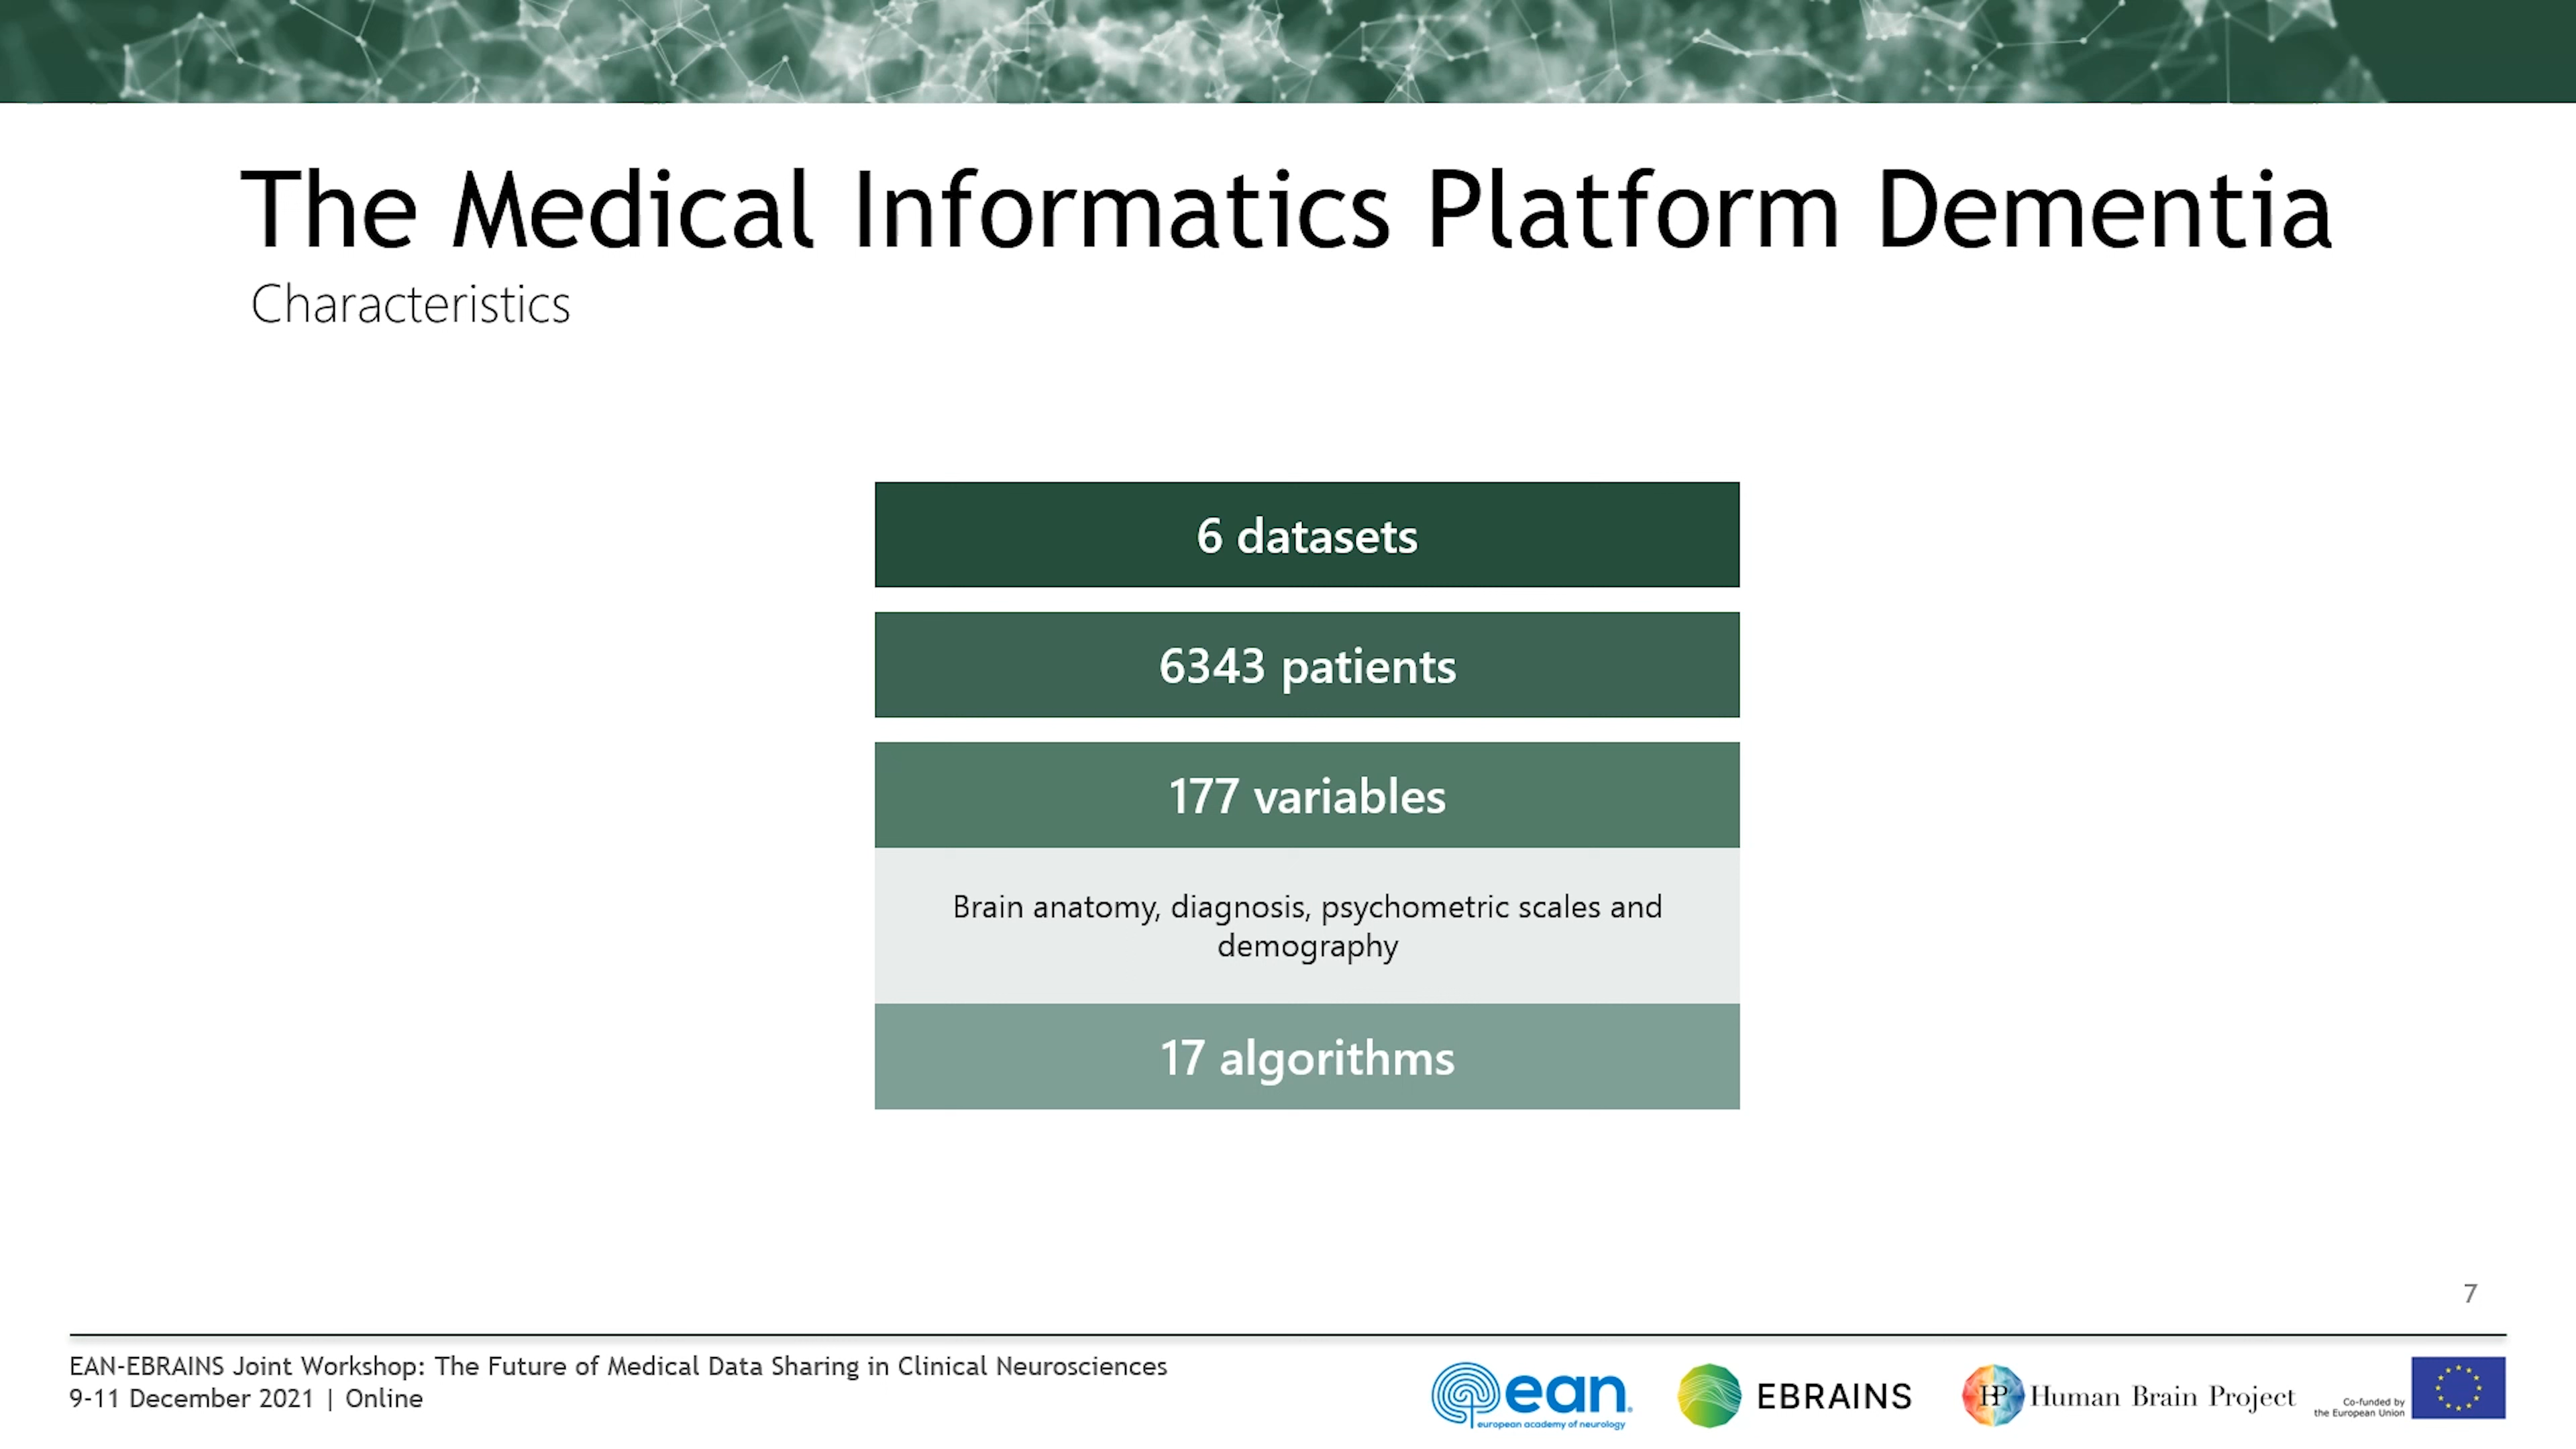 The Medical Informatics Platform Dementia
Characteristics
6 datasets
6343 patients
177 variables
Brain anatomy, diagnosis, psychometric scales and
demography
17 algorithms
7
EAN-EBRAINS Joint Workshop: The Future of Medical Data Sharing in Clinical Neurosciences
9-11 December 2021 | Online
ean
european academy of neurology
EBRAINS
HP Human Brain Project
Co-funded by
the European Union